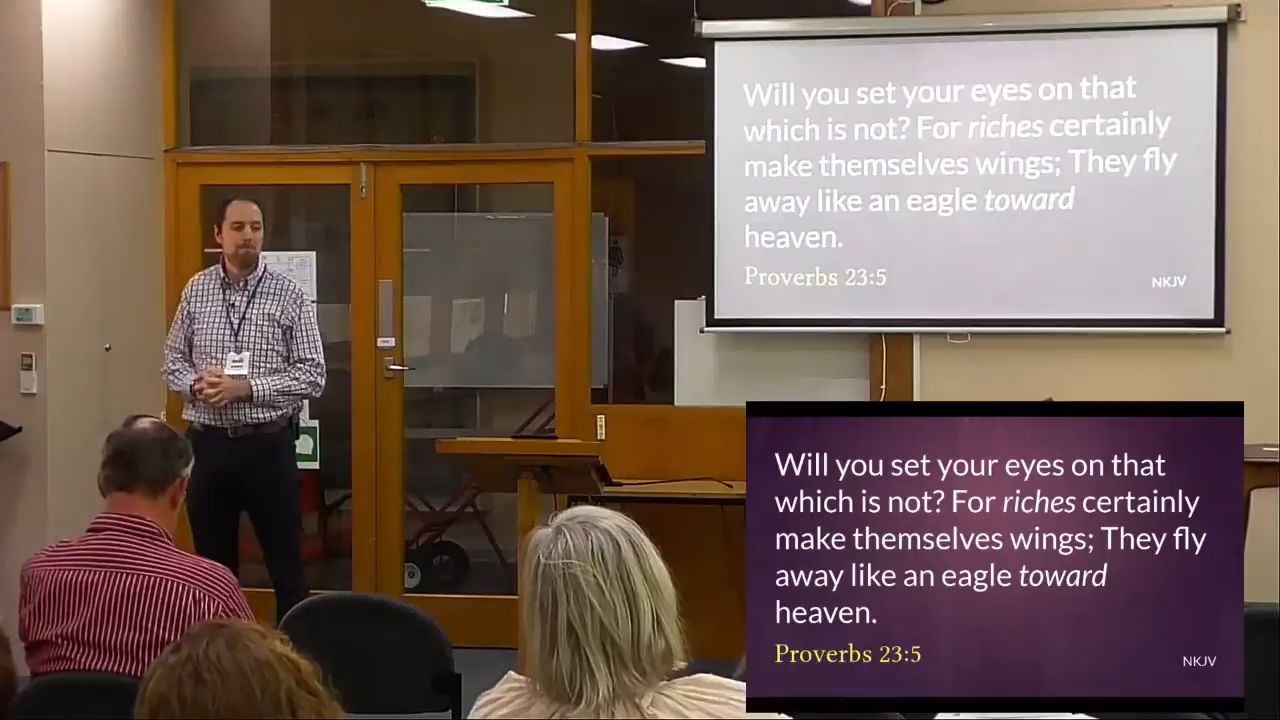 Will you set your eyes on that
which is not? For riches certainly
make themselves wings; They fly
away like an eagle toward
heaven.
Proverbs 23:5
NKJV
Will you set your eyes on that
which is not? For riches certainly
make themselves wings; They fly
away like an eagle toward
heaven.
Proverbs 23:5
NKJV